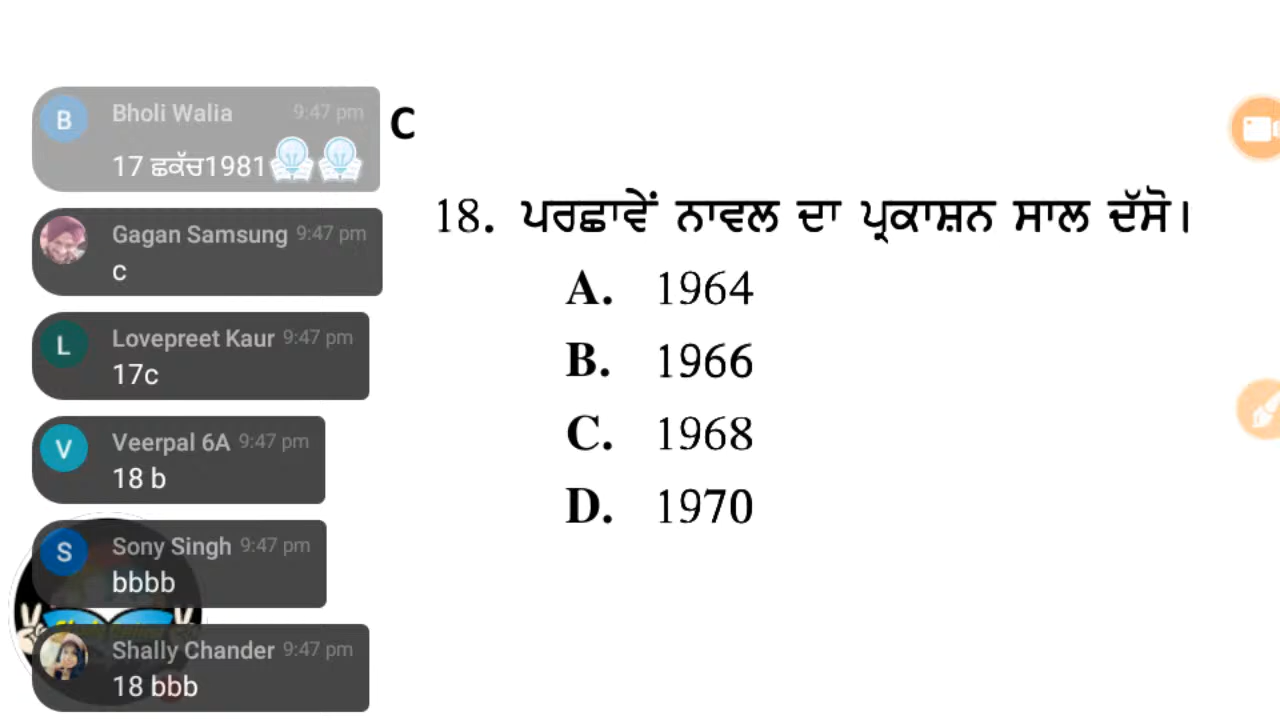 B
Bholi Walia 9:47 pm
17 ਛਕੱਚ1981
Gagan Samsung 9:47 pm
c
L
Lovepreet Kaur 9:47 pm
17c
V
Veerpal 6A 9:47 pm
18 b
S
Sony Singh 9:47 pm
bbbb
Shally Chander 9:47 pm
18 bbb
C
18. ਪਰਛਾਵੇਂ ਨਾਵਲ ਦਾ ਪ੍ਰਕਾਸ਼ਨ ਸਾਲ ਦੱਸੋ।
A. 1964
B. 1966
C. 1968
D. 1970